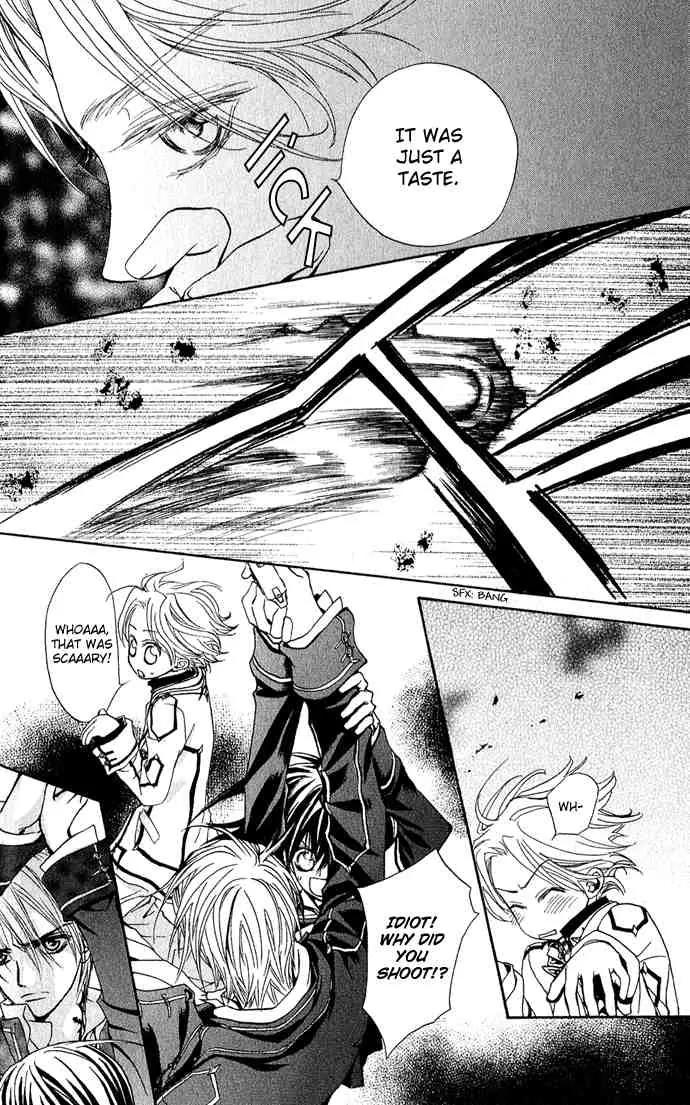 IT WAS
JUST A
TASTE.
lick
SFX: BANG
WH-
WHOAAA,
THAT WAS
SCAAARY!
IDIOT!
WHY DID
YOU
SHOOT!?